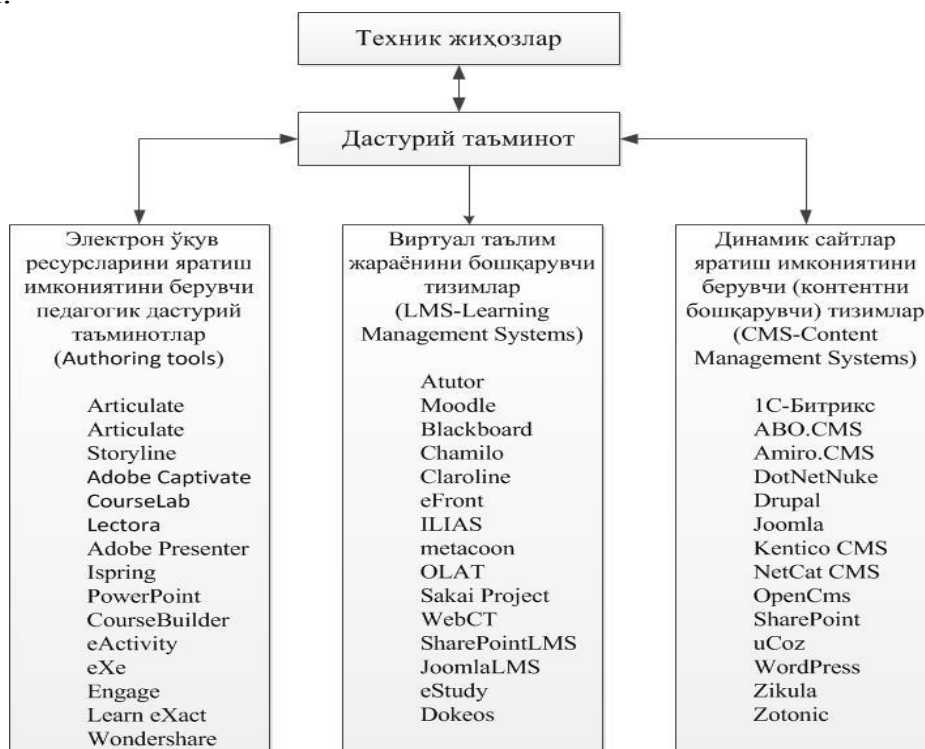 Техник жиҳозлар
Дастурий таъминот
Электрон ўқув
ресурсларини яратиш
имкониятини берувчи
педагогик дастурий
таъминотлар
(Authoring tools)
Articulate
Articulate
Storyline
Adobe Captivate
CourseLab
Lectora
Adobe Presenter
Ispring
PowerPoint
CourseBuilder
eActivity
eXe
Engage
Learn eXact
Wondershare
Виртуал таълим
жараёнини бошқарувчи
тизимлар
(LMS-Learning
Management Systems)
Atutor
Moodle
Blackboard
Chamilo
Claroline
eFront
ILIAS
metacoon
OLAT
Sakai Project
WebCT
SharePointLMS
JoomlaLMS
eStudy
Dokeos
Динамик сайтлар
яратиш имкониятини
берувчи (контентни
бошқарувчи) тизимлар
(CMS-Content
Management Systems)
1С-Битрикс
ABO.CMS
Amiro.CMS
DotNetNuke
Drupal
Joomla
Kentico CMS
NetCat CMS
OpenCms
SharePoint
uCoz
WordPress
Zikula
Zotonic